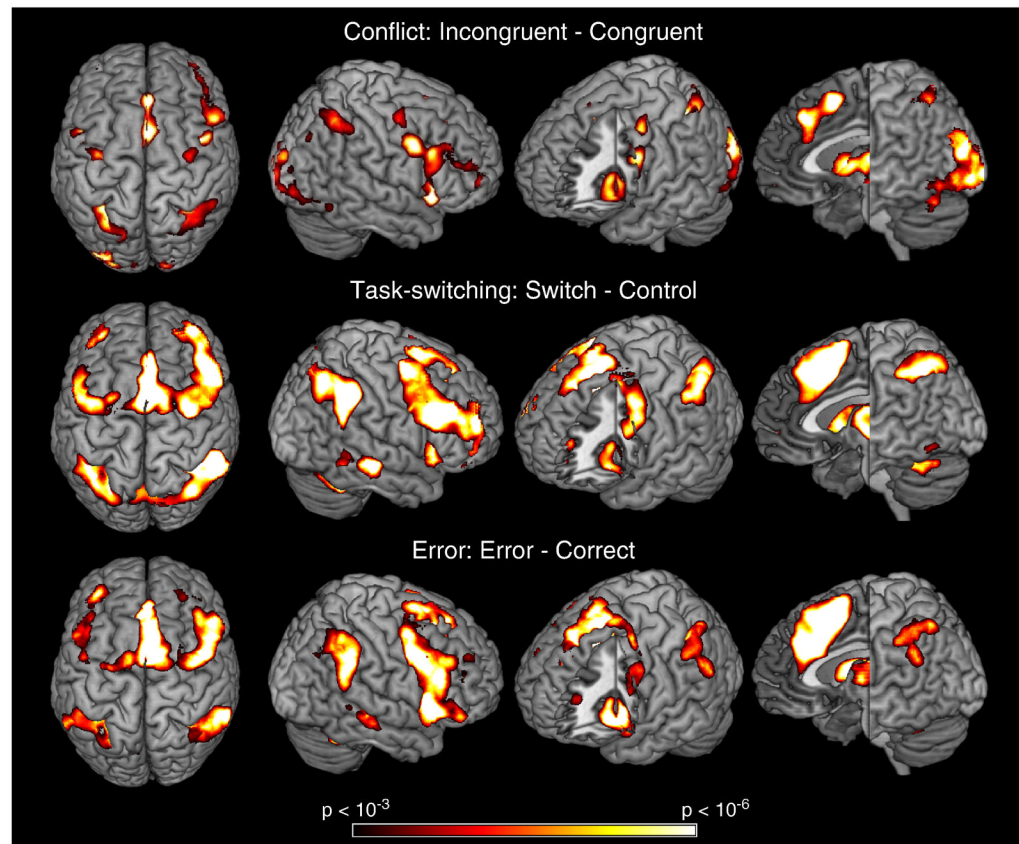 Conflict: Incongruent - Congruent
Task-switching: Switch - Control
Error: Error - Correct
p < 10-3 p < 10-6